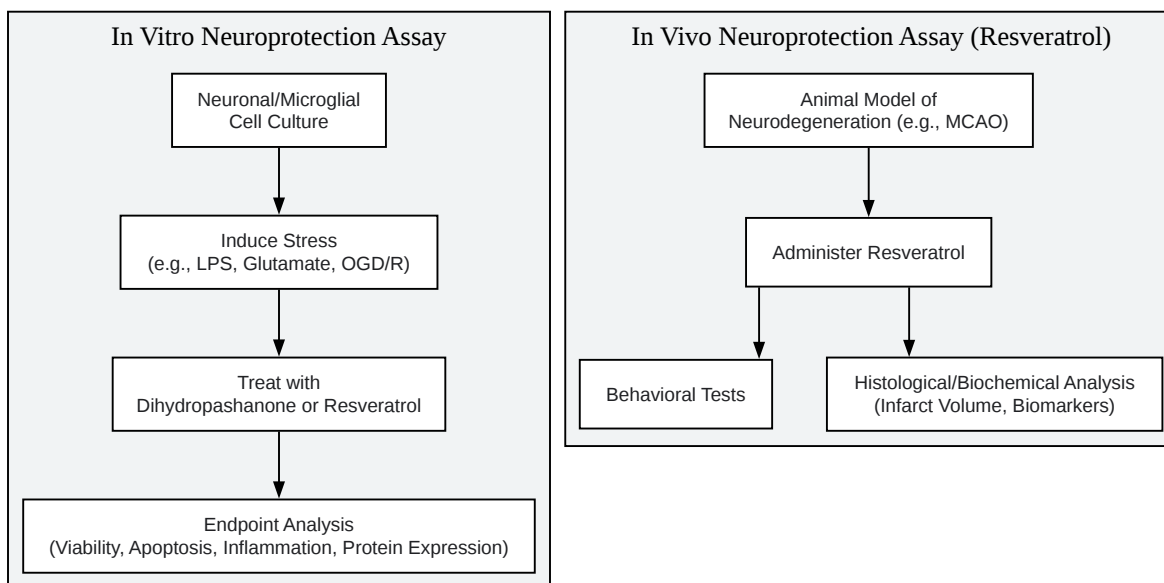 In Vitro Neuroprotection Assay
Neuronal/Microglial
Cell Culture
Induce Stress
(e.g., LPS, Glutamate, OGD/R)
Treat with
Dihydropashanone or Resveratrol
Endpoint Analysis
(Viability, Apoptosis, Inflammation, Protein Expression)
In Vivo Neuroprotection Assay (Resveratrol)
Animal Model of
Neurodegeneration (e.g., MCAO)
Administer Resveratrol
Behavioral Tests
Histological/Biochemical Analysis
(Infarct Volume, Biomarkers)